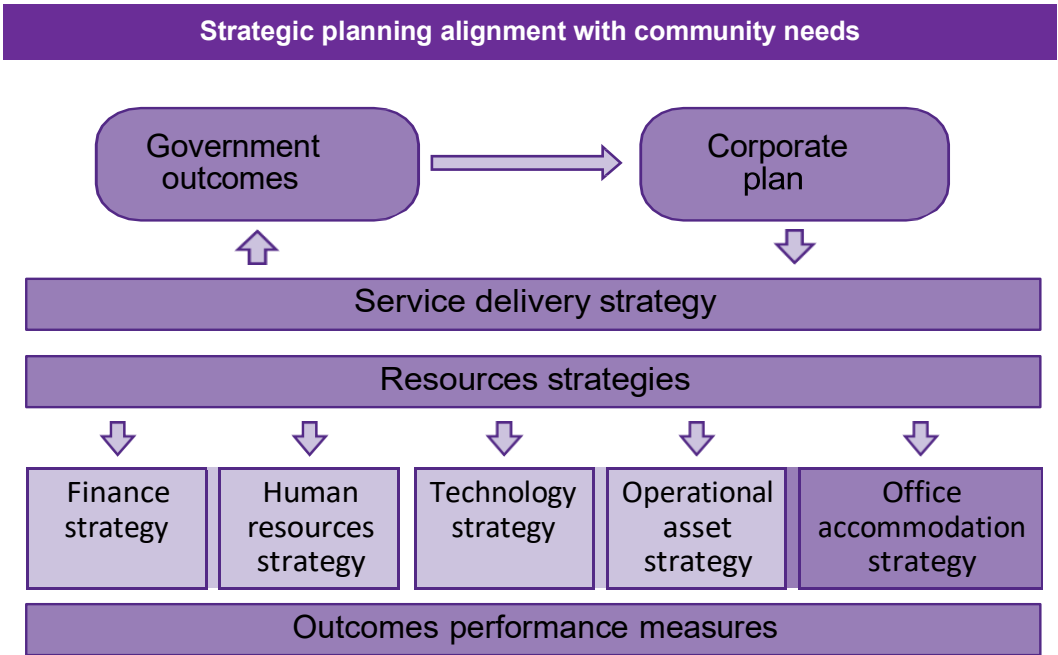 Strategic planning alignment with community needs
Government
outcomes
Corporate
plan
Service delivery strategy
Resources strategies
Finance
strategy
Human
resources
strategy
Technology
strategy
Operational
asset
strategy
Office
accommodation
strategy
Outcomes performance measures